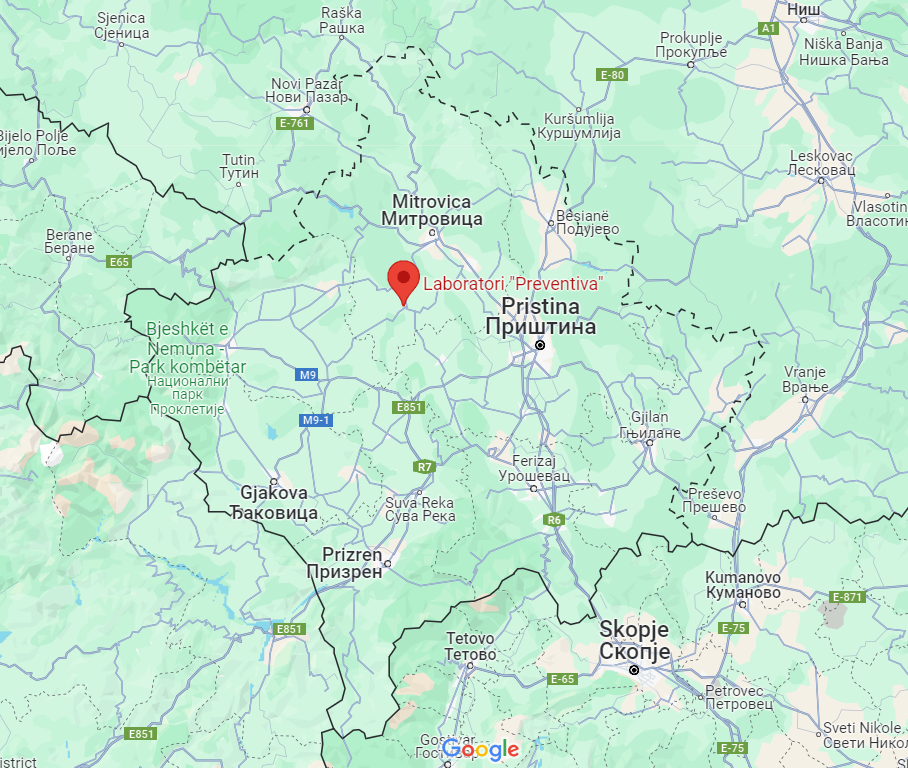 Sjenica
Сјеница
Raška
Рашка
Ниш
A1
Prokuplje
Прокупље
Niška Banja
Нишка Бања
E-80
Novi Pazar
Нови Пазар
E-761
Kuršumlija
Куршумлија
Bijelo Polje
ијело Поље
Tutin
Тутин
Leskovac
Лесковац
Mitrovica
Митровица
Besianë
Подујево
Vlasotin
Власотин
Berane
Беране
E65
Laboratori "Preventiva"
Pristina
Приштина
Bjeshkët e
Nemuna -
Park kombëtar
Национални
парк
Проклетије
M9
Vranje
Врање
E851
M9-1
Gjilan
Гњилане
R7
Ferizaj
Урошевац
Gjakova
Ђаковица
Suva Reka
Сува Река
Preševo
Прешево
R6
Prizren
Призрен
Kumanovo
Куманово
E-871
E851
Skopje
Скопје
E-75
Tetovo
Тетово
E-65
Petrovec
Петровец
E851
Sveti Nikole
Свети Никол
Gostivar
Google
E-75
istrict